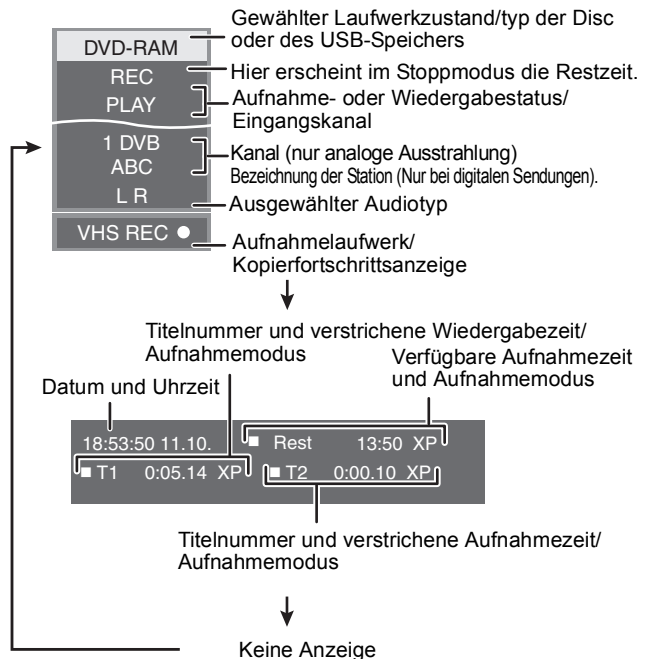 Gewählter Laufwerkzustand/typ der Disc
oder des USB-Speichers
DVD-RAM
REC
Hier erscheint im Stoppmodus die Restzeit.
PLAY
Aufnahme- oder Wiedergabestatus/
Eingangskanal
1 DVB
ABC
Kanal (nur analoge Ausstrahlung)
Bezeichnung der Station (Nur bei digitalen Sendungen).
L R
Ausgewählter Audiotyp
VHS REC ●
Aufnahmelaufwerk/
Kopierfortschrittsanzeige
Titelnummer und verstrichene Wiedergabezeit/
Aufnahmemodus
Verfügbare Aufnahmezeit
und Aufnahmemodus
Datum und Uhrzeit
18:53:50 11.10.
Rest 13:50 XP
T1 0:05.14 XP
T2 0:00.10 XP
Titelnummer und verstrichene Aufnahmezeit/
Aufnahmemodus
Keine Anzeige